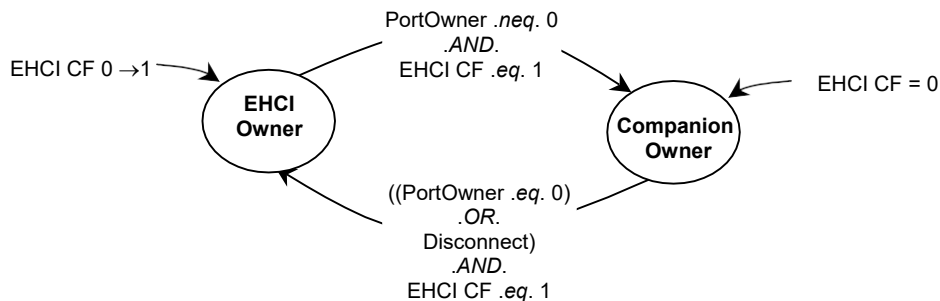 PortOwner .neq. 0
.AND.
EHCI CF .eq. 1
EHCI CF 0 →1
EHCI CF = 0
EHCI
Owner
Companion
Owner
((PortOwner .eq. 0)
.OR.
Disconnect)
.AND.
EHCI CF .eq. 1